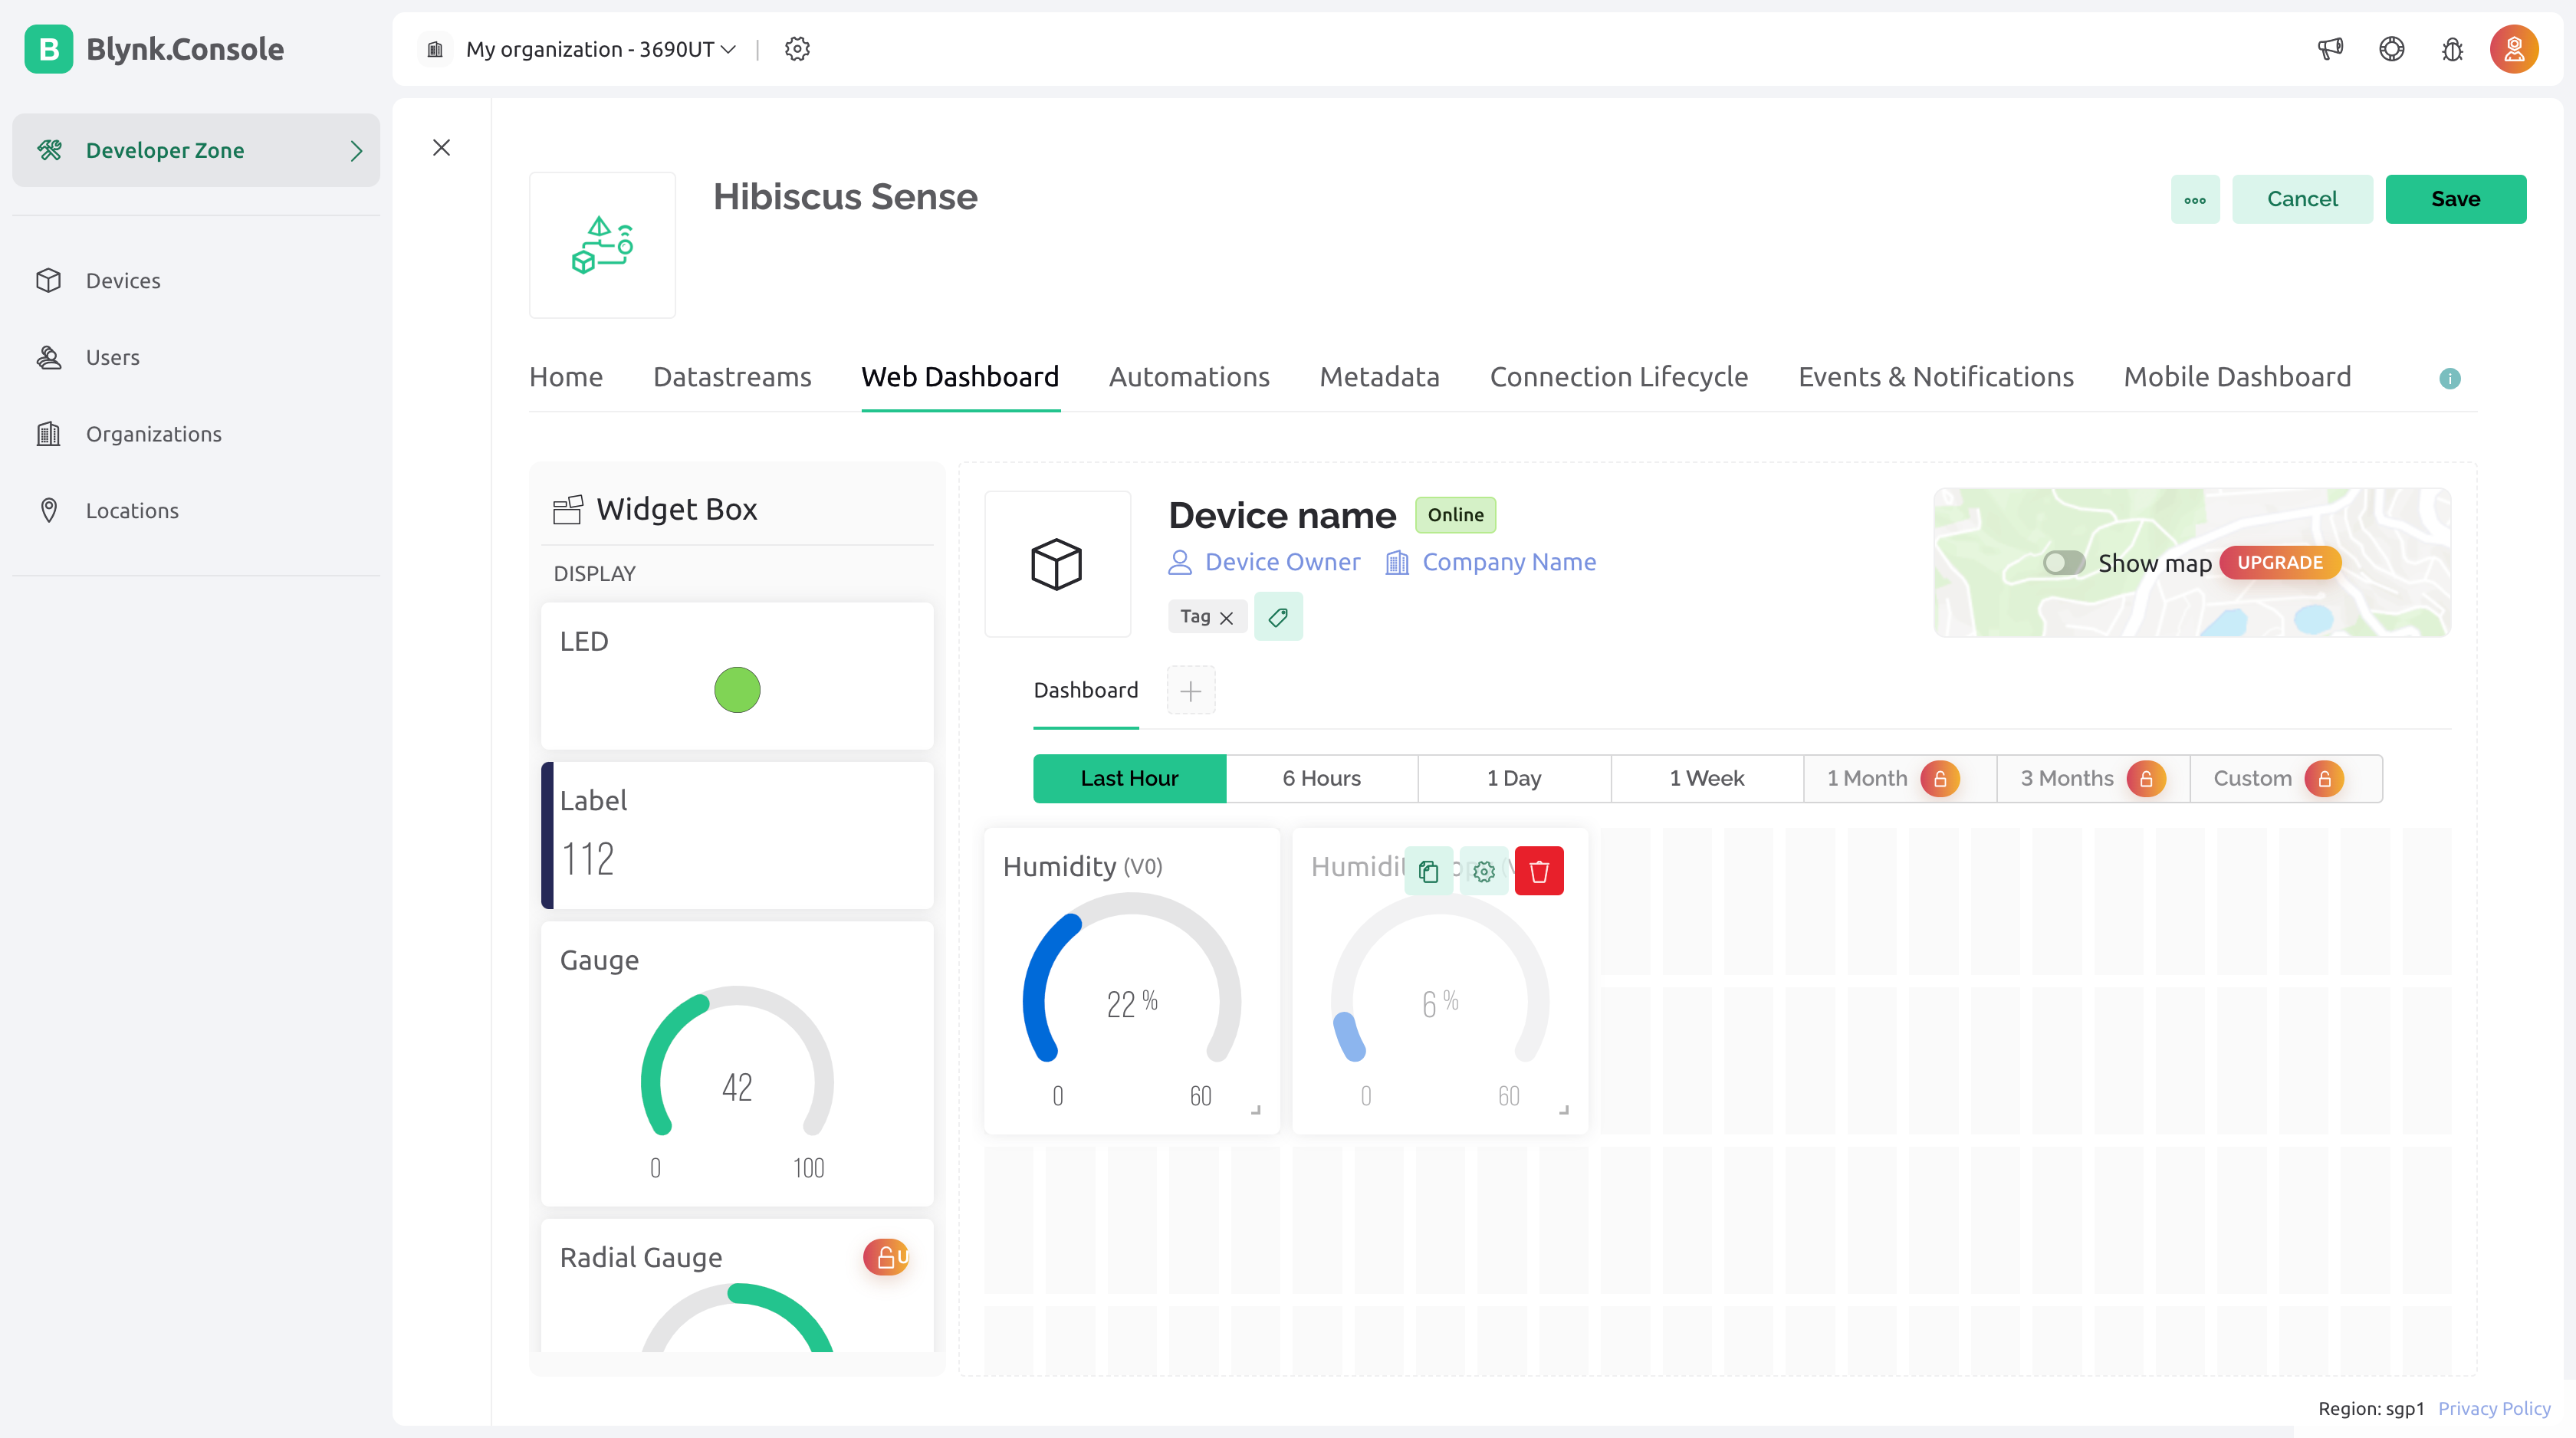 B Blynk.Console
My organization - 3690UT
Developer Zone
Devices
Users
Organizations
Locations
Hibiscus Sense
Cancel
Save
Home
Datastreams
Web Dashboard
Automations
Metadata
Connection Lifecycle
Events & Notifications
Mobile Dashboard
Widget Box
DISPLAY
LED
Label
112
Gauge
42
0
100
Radial Gauge
U
Device name
Online
Device Owner
Company Name
Tag
Show map
UPGRADE
Dashboard
Last Hour
6 Hours
1 Day
1 Week
1 Month
3 Months
Custom
Humidity (V0)
22 %
0
60
6 %
0
60
Region: sgp1
Privacy Policy